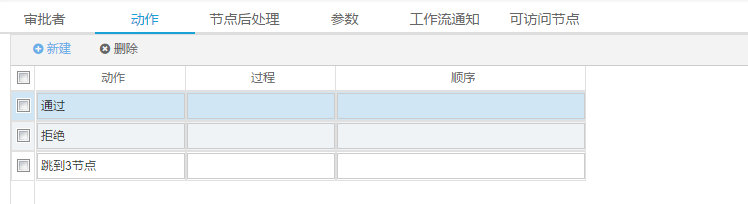 审批者 动作 节点后处理 参数 工作流通知 可访问节点
新建 删除
动作 过程 顺序
通过
拒绝
跳到3节点